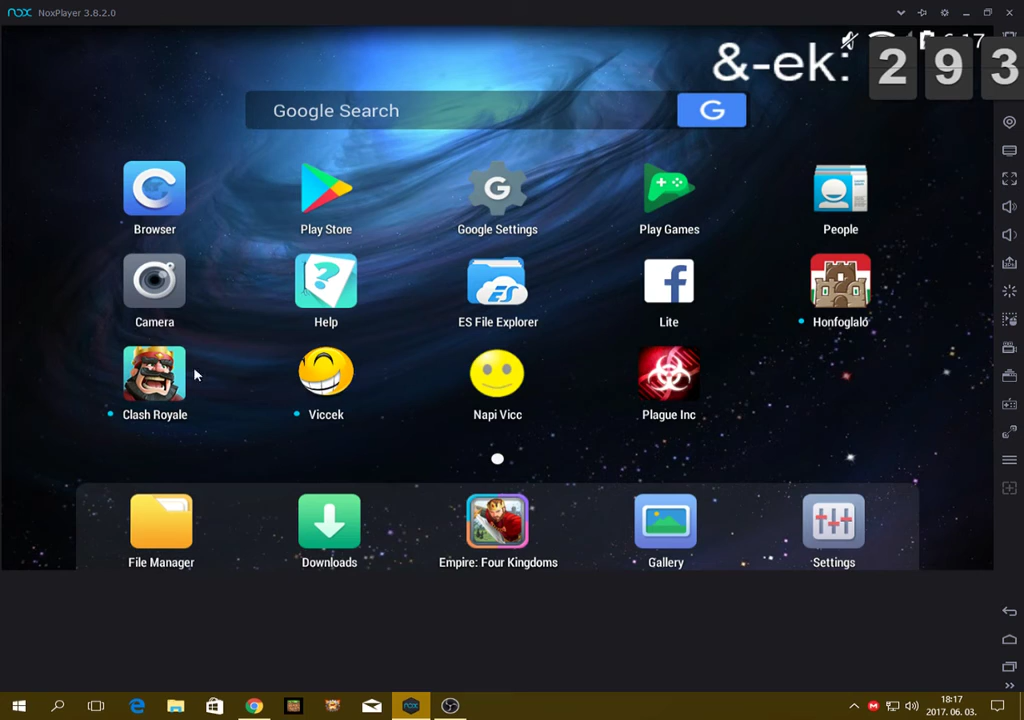 nox NoxPlayer 3.8.2.0
&-ek: 293
Google Search
G
Browser
Play Store
Google Settings
Play Games
People
Camera
Help
ES File Explorer
Lite
Honfoglaló
Clash Royale
Viccek
Napi Vicc
Plague Inc
File Manager
Downloads
Empire: Four Kingdoms
Gallery
Settings
nox
18:17
2017. 06. 03.